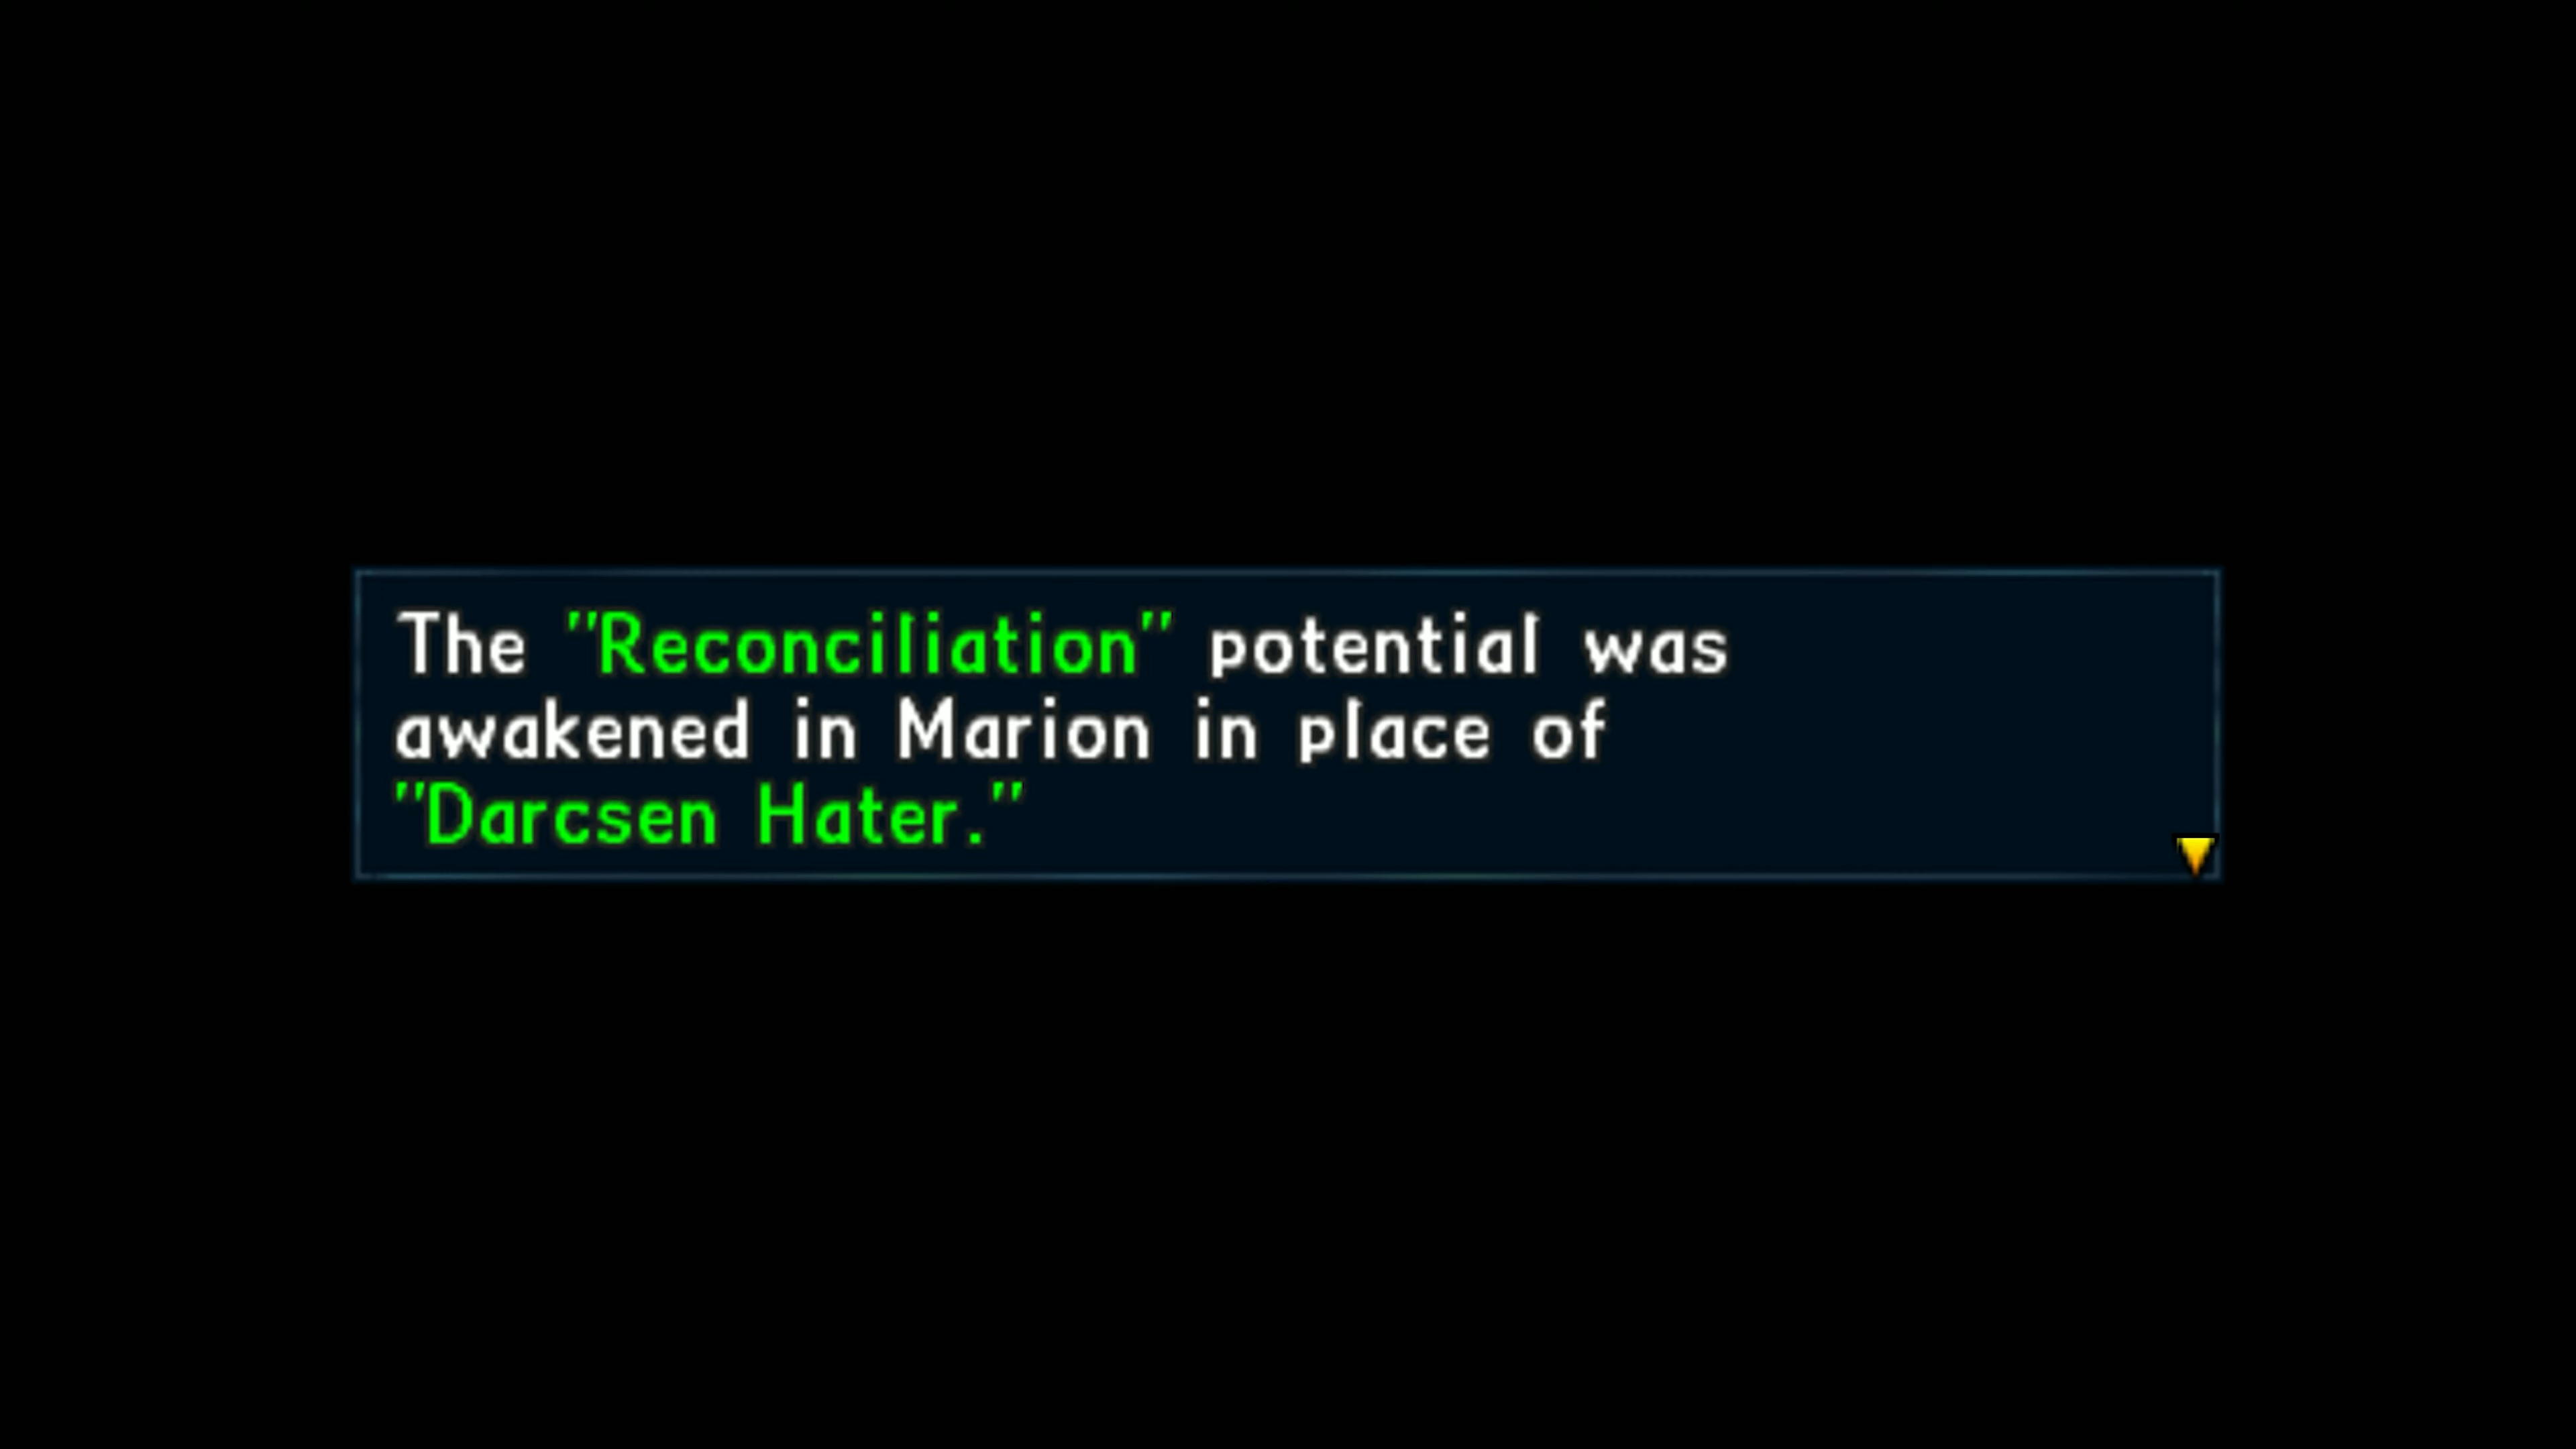 The "Reconciliation" potential was
awakened in Marion in place of
"Darcsen Hater."